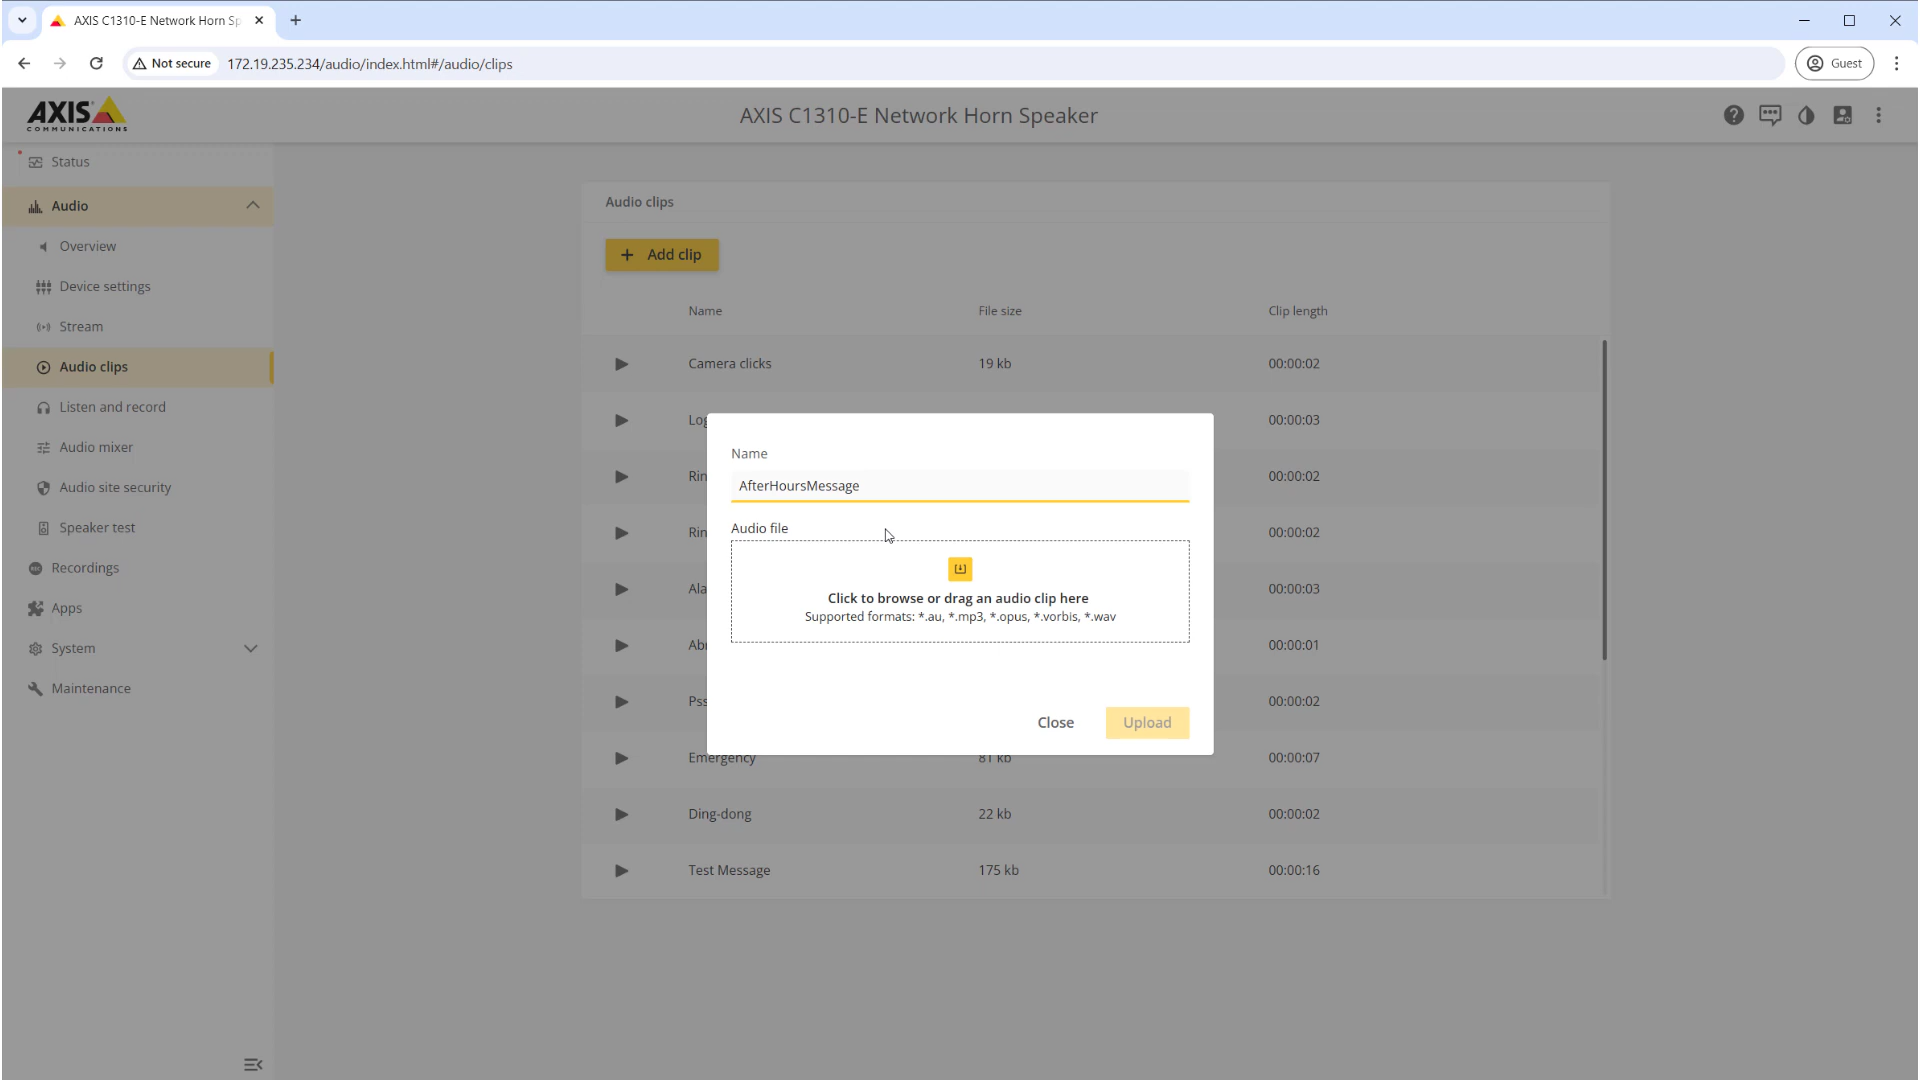 AXIS C1310-E Network Horn Sp
Not secure
172.19.235.234/audio/index.html#/audio/clips
Guest
AXIS
COMMUNICATIONS
AXIS C1310-E Network Horn Speaker
Status
Audio
Overview
Device settings
Stream
Audio clips
Listen and record
Audio mixer
Audio site security
Speaker test
Recordings
Apps
System
Maintenance
Audio clips
+ Add clip
Name File size Clip length
Camera clicks 19 kb 00:00:02
Log 00:00:03
Rin 00:00:02
Rin 00:00:02
Ala 00:00:03
Ab 00:00:01
Pss 00:00:02
Emergency 81 kb 00:00:07
Ding-dong 22 kb 00:00:02
Test Message 175 kb 00:00:16
Name
AfterHoursMessage
Audio file
Click to browse or drag an audio clip here
Supported formats: *.au, *.mp3, *.opus, *.vorbis, *.wav
Close Upload